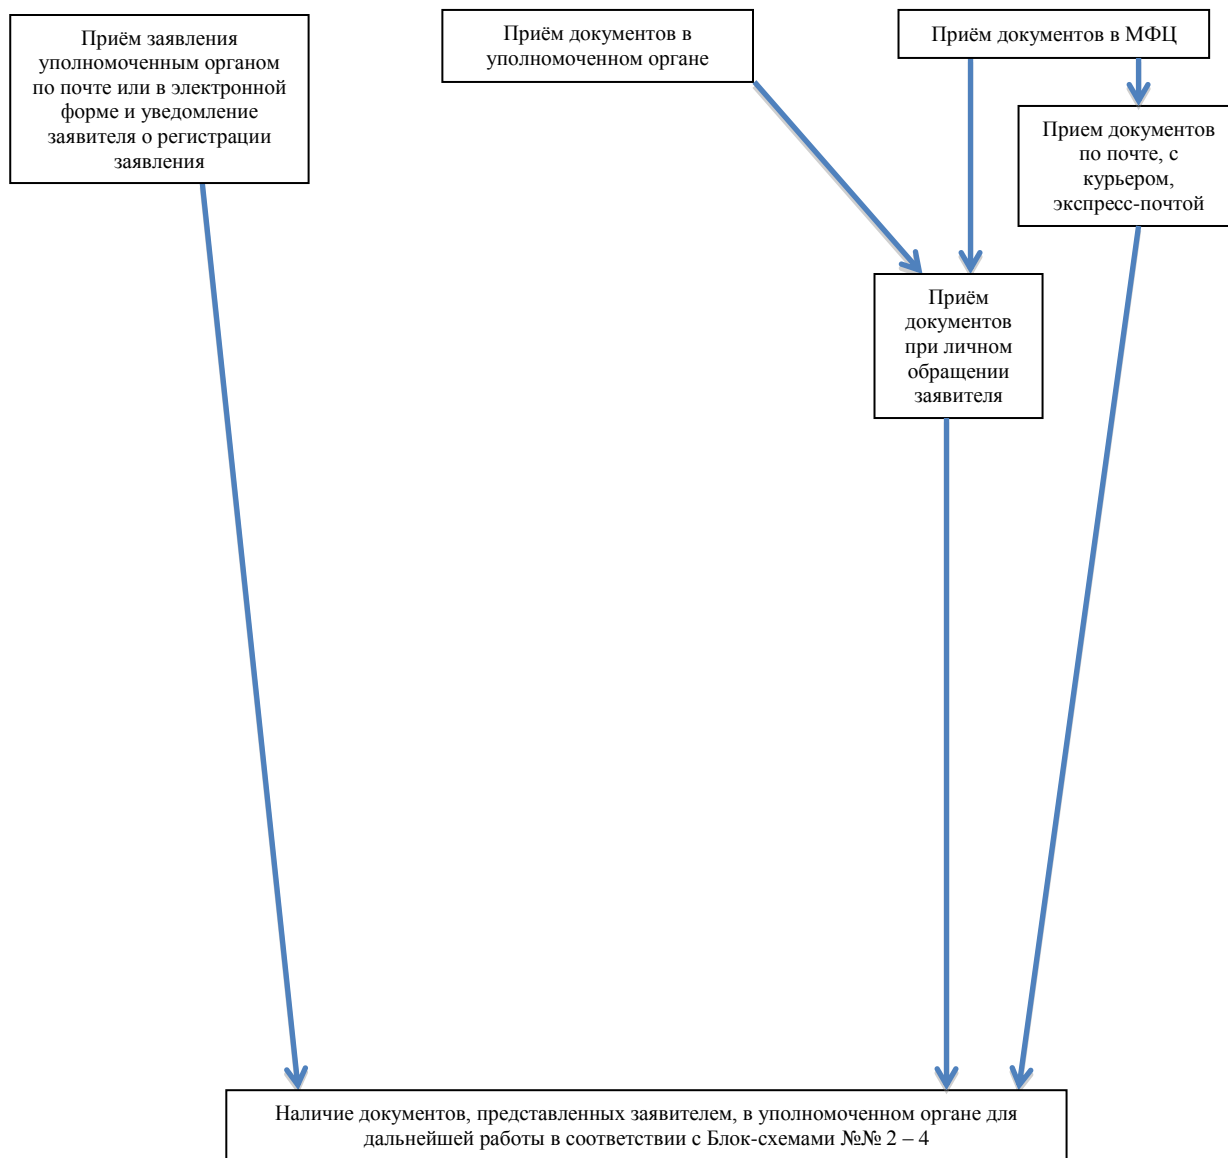 Приём заявления
уполномоченным органом
по почте или в электронной
форме и уведомление
заявителя о регистрации
заявления
Приём документов в
уполномоченном органе
Приём документов в МФЦ
Прием документов
по почте, с
курьером,
экспресс-почтой
Приём
документов
при личном
обращении
заявителя
Наличие документов, представленных заявителем, в уполномоченном органе для
дальнейшей работы в соответствии с Блок-схемами №№ 2 – 4